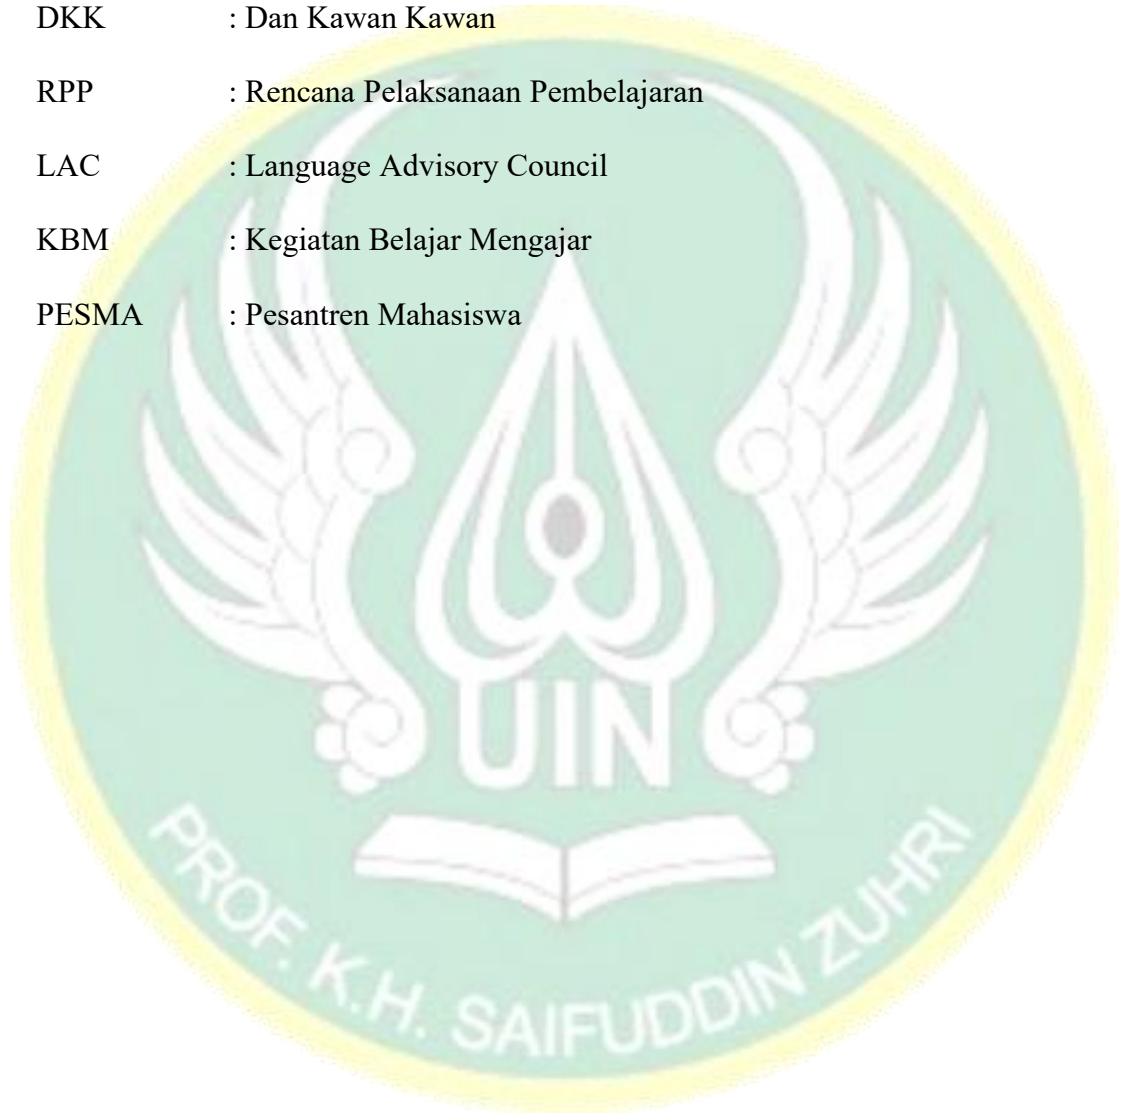 DKK : Dan Kawan Kawan
RPP : Rencana Pelaksanaan Pembelajaran
LAC : Language Advisory Council
KBM : Kegiatan Belajar Mengajar
PESMA : Pesantren Mahasiswa
UIN
PROF. K.H. SAIFUDDIN ZUHRI